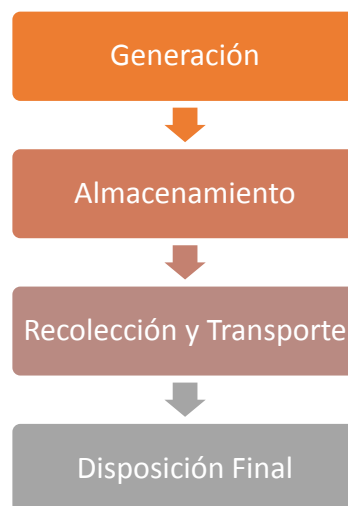 Generación
Almacenamiento
Recolección y Transporte
Disposición Final